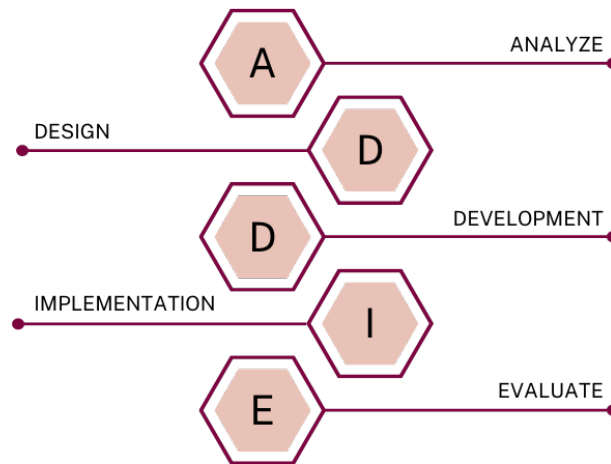 A
ANALYZE
DESIGN
D
D
DEVELOPMENT
IMPLEMENTATION
I
E
EVALUATE